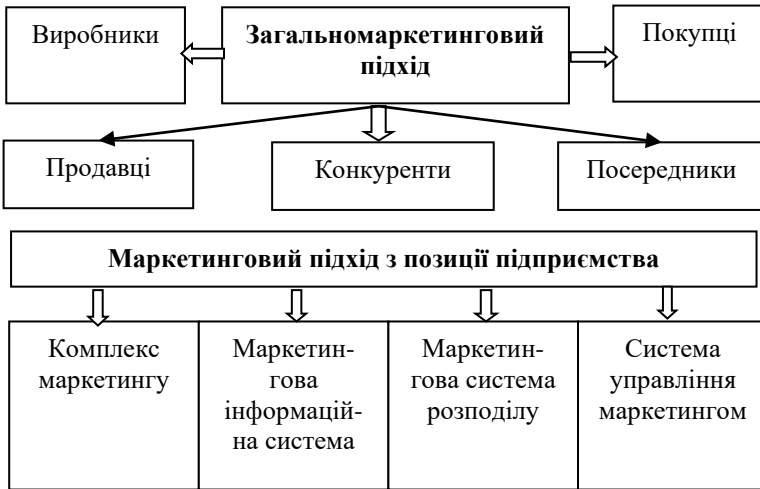 Виробники
Загальномаркетинговий
підхід
Покупці
Продавці
Конкуренти
Посередники
Маркетинговий підхід з позиції підприємства
Комплекс
маркетингу
Маркетин-
гова
інформацій-
на система
Маркетин-
гова система
розподілу
Система
управління
маркетингом